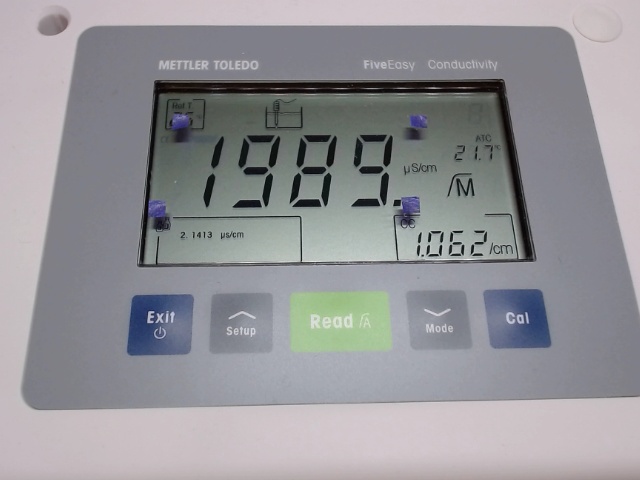 METTLER TOLEDO
FiveEasy Conductivity
Ref. T.
ATC
21.7
1989 µS/cm
M
2. 1413 µs/cm
1.062/cm
Exit
Setup
Read A
Mode
Cal